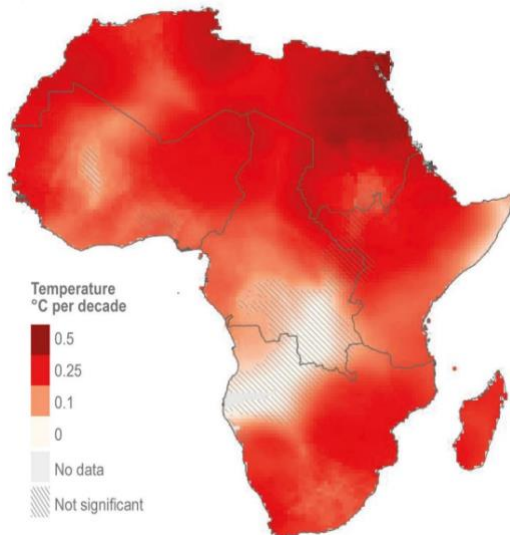 Temperature
°C per decade
0.5
0.25
0.1
0
No data
Not significant